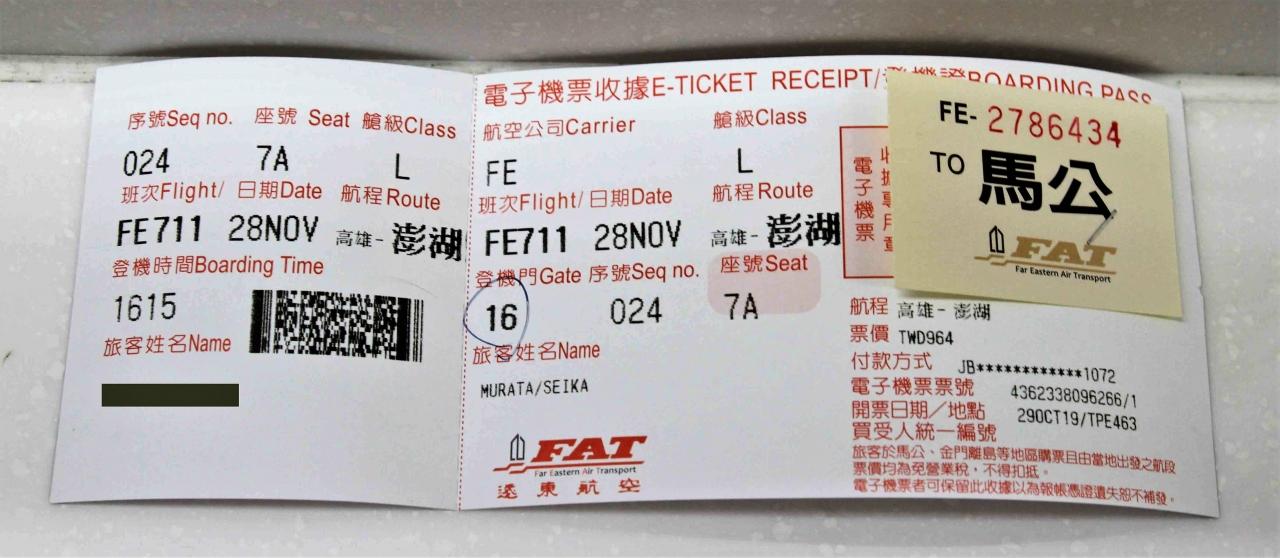 序號Seq no. 座號 Seat 艙級Class
024 7A L
班次Flight/日期Date 航程Route
FE711 28NOV 高雄-澎湖
登機時間Boarding Time
1615
旅客姓名Name
電子機票收據E-TICKET RECEIPT/登機證BOARDING PASS
航空公司Carrier 艙級Class
FE L
班次Flight/日期Date 航程Route
FE711 28NOV 高雄-澎湖
登機門Gate 序號Seq no. 座號Seat
16 024 7A
旅客姓名Name
MURATA/SEIKA
FAT
Far Eastern Air Transport
遠東航空
電子機票
FE-2786434
TO 馬公
FAT
Far Eastern Air Transport
航程 高雄-澎湖
票價 TWD964
付款方式 JB************1072
電子機票票號 4362338096266/1
開票日期/地點 29OCT19/TPE463
買受人統一編號
旅客於馬公、金門離島等地區購票且由當地出發之航段
票價均為免營業稅,不得扣抵。
電子機票者可保留此收據以為報帳憑證遺失恕不補發。